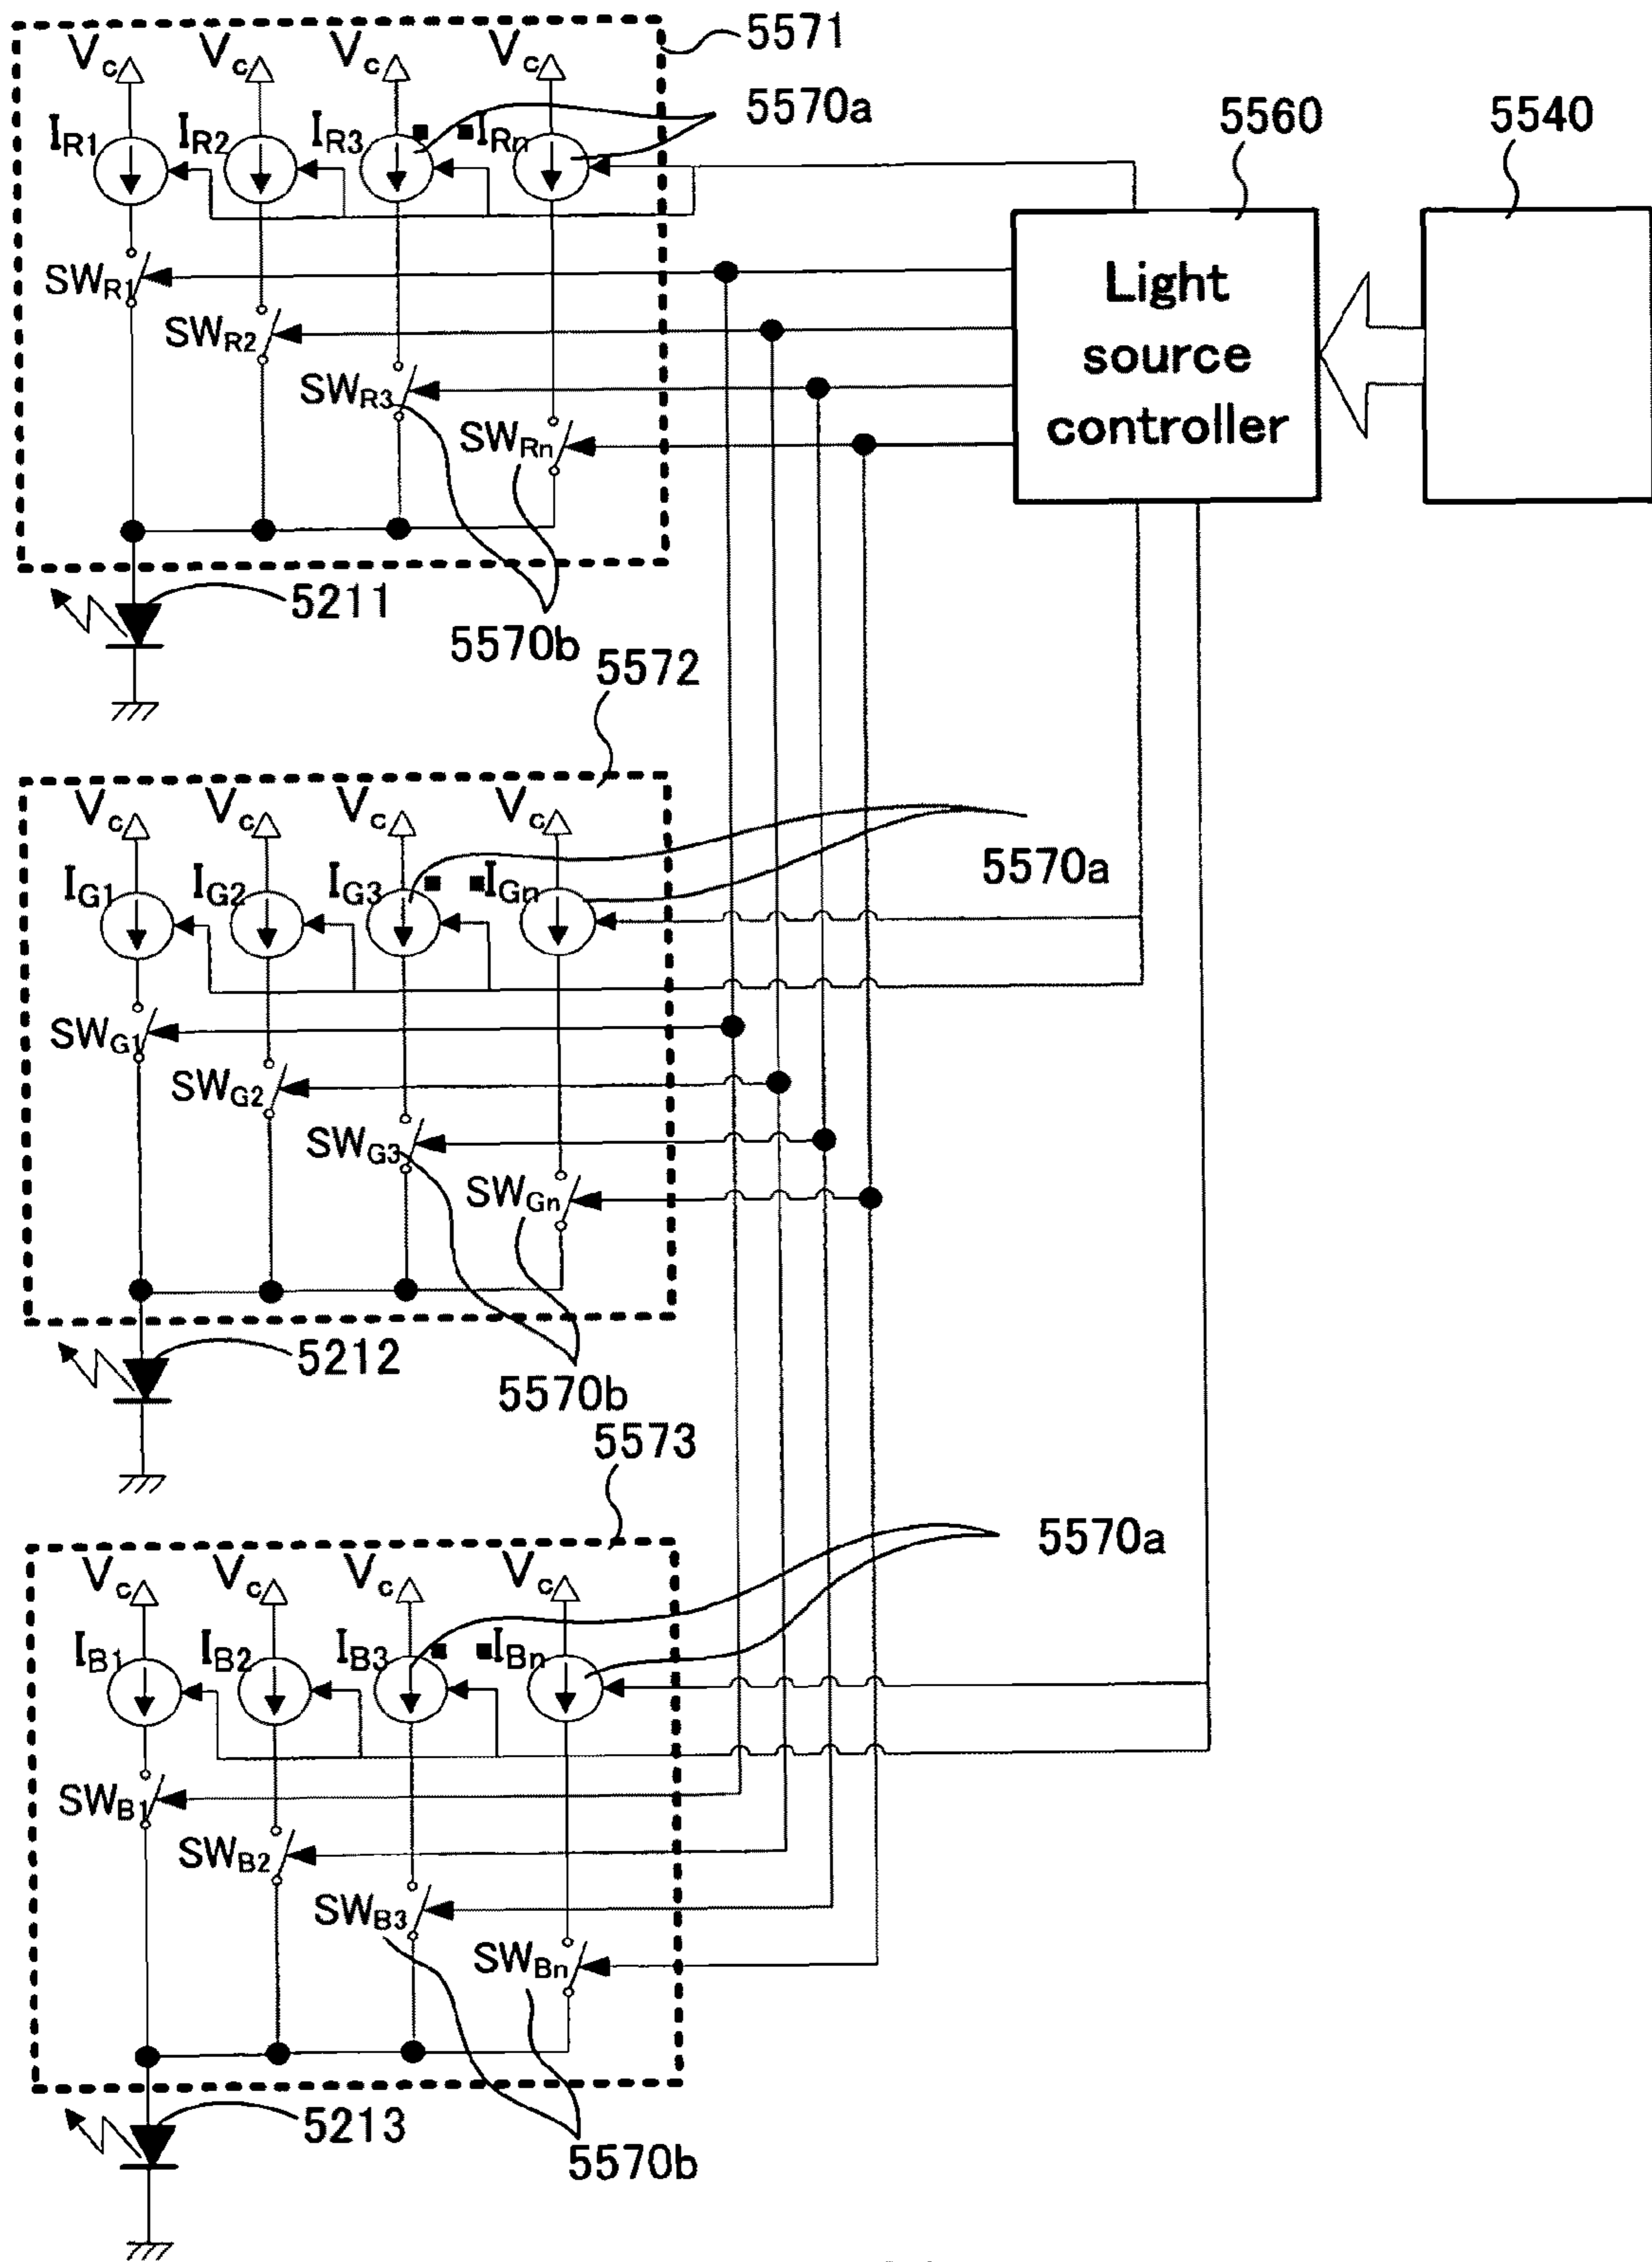 5571
Vc Vc Vc Vc
5570a
5560
5540
IR1 IR2 IR3 ■ ■IRn
SWR1
SWR2
SWR3
SWRn
Light
source
controller
5211
5570b
5572
Vc Vc Vc Vc
5570a
IG1 IG2 IG3 ■ ■IGn
SWG1
SWG2
SWG3
SWGn
5212
5570b
5573
Vc Vc Vc Vc
5570a
IB1 IB2 IB3 ■ ■IBn
SWB1
SWB2
SWB3
SWBn
5213
5570b